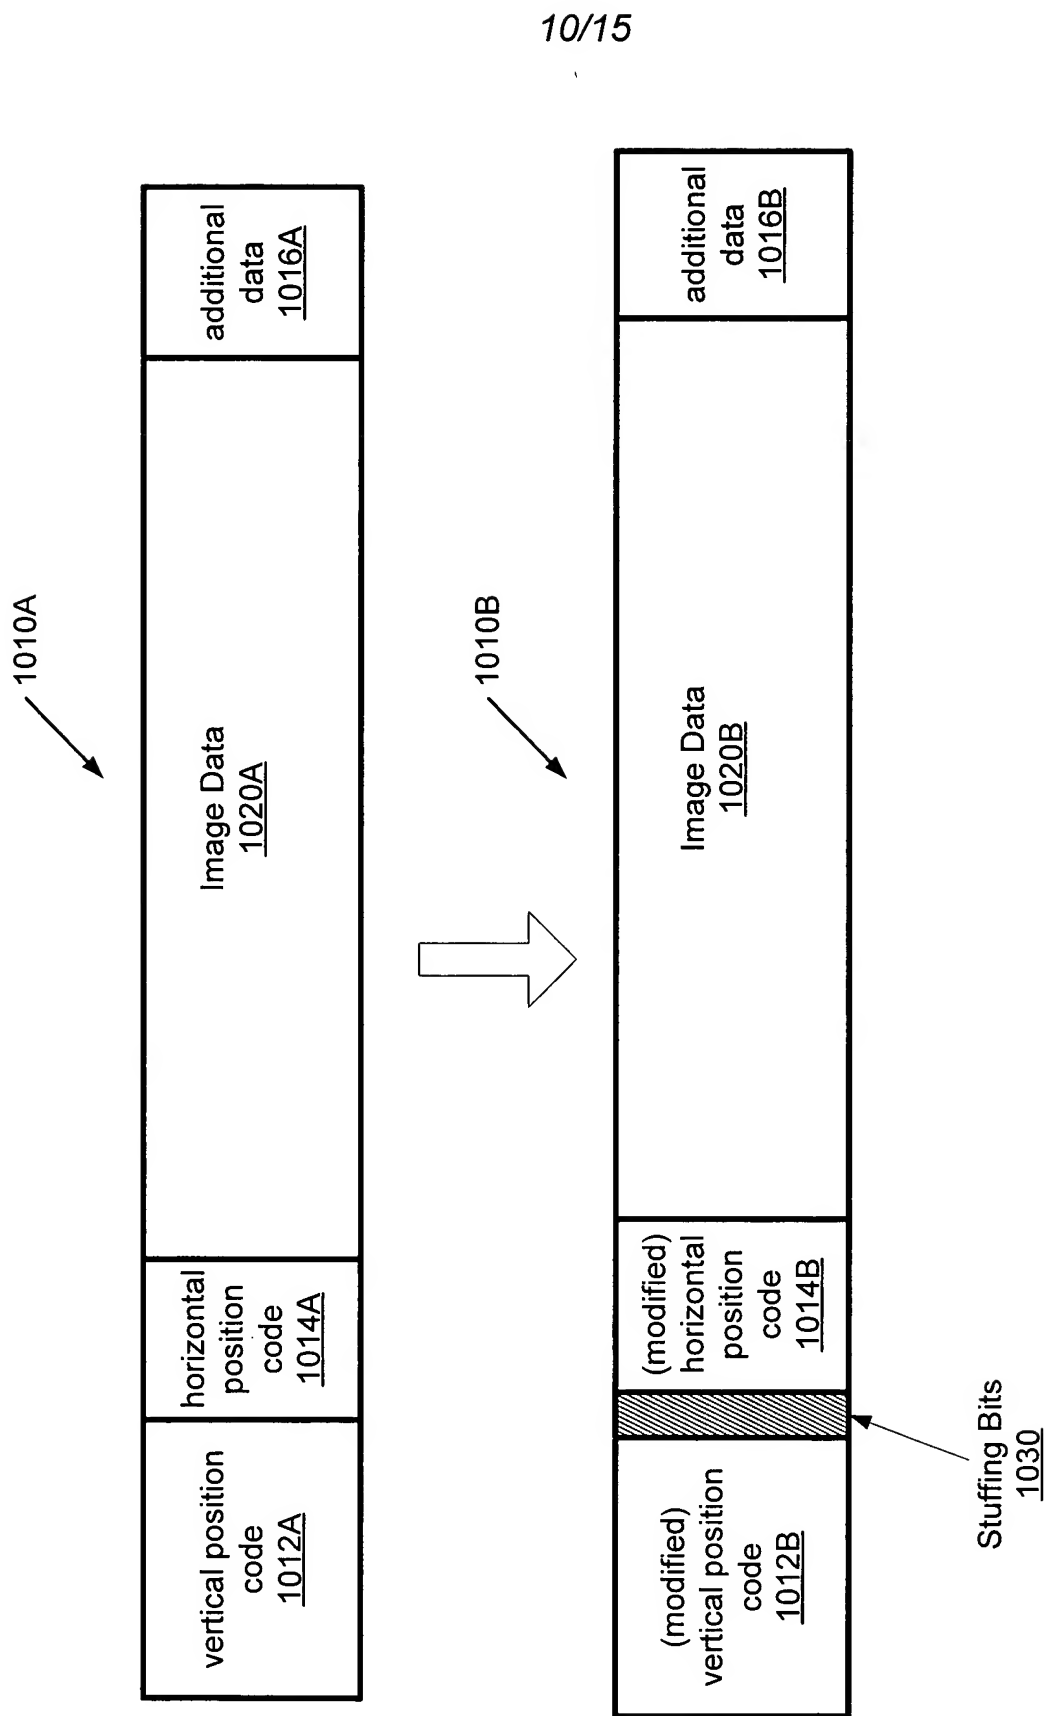 10/15
1010A
vertical position
code
1012A
horizontal
position
code
1014A
Image Data
1020A
additional
data
1016A
1010B
(modified)
vertical position
code
1012B
(modified)
horizontal
position
code
1014B
Image Data
1020B
additional
data
1016B
Stuffing Bits
1030